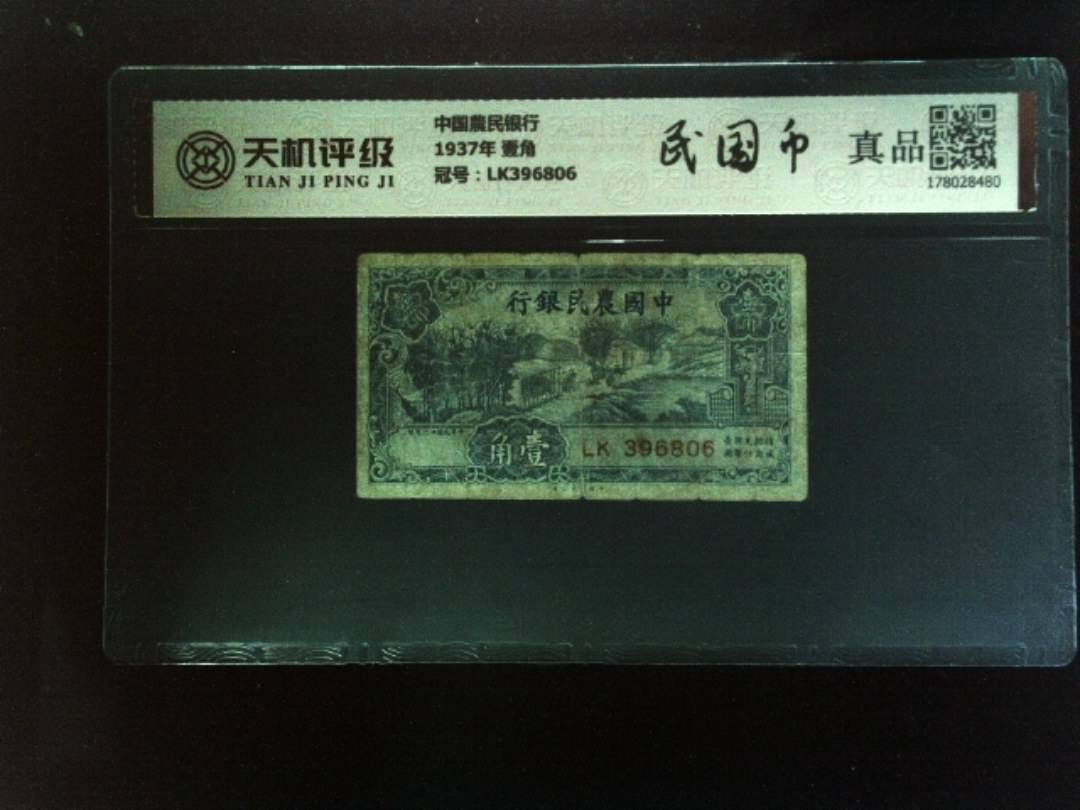 天机评级
TIAN JI PING JI
中国農民银行
1937年 壹角
冠号：LK396806
民国币
真品
178028480
行銀民農國中
角壹
LK 396806